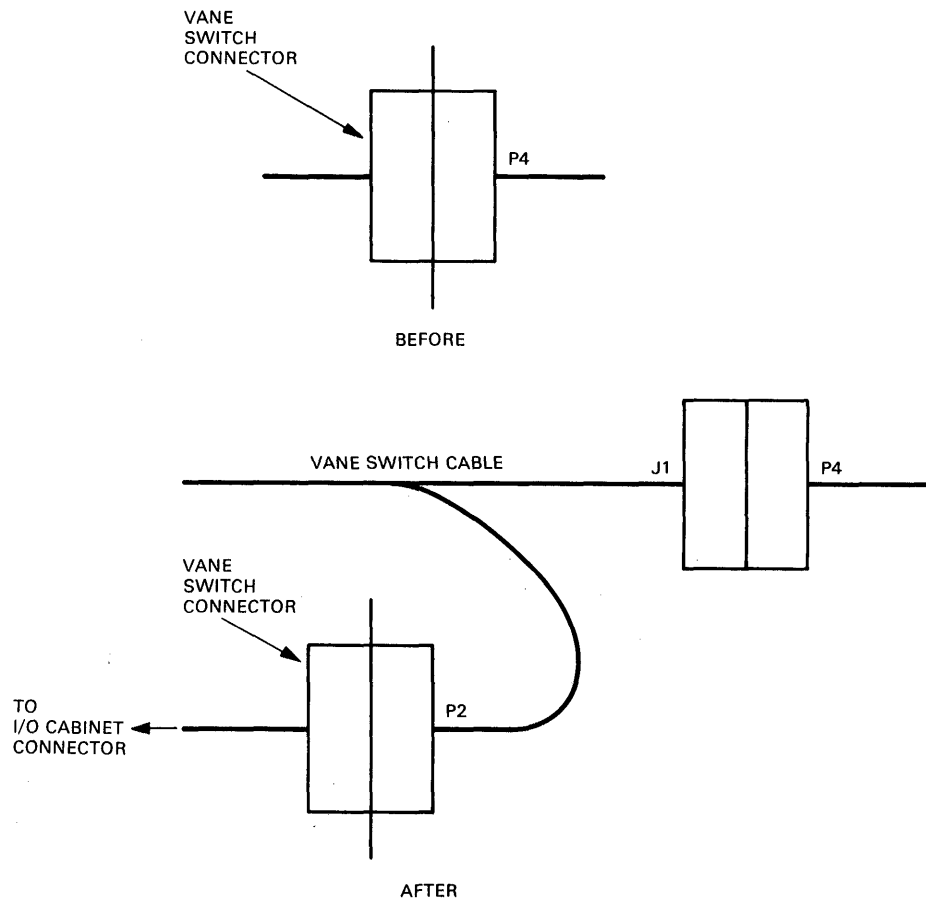 VANE
SWITCH
CONNECTOR
P4
BEFORE
VANE SWITCH CABLE
J1
P4
VANE
SWITCH
CONNECTOR
P2
TO
I/O CABINET
CONNECTOR
AFTER